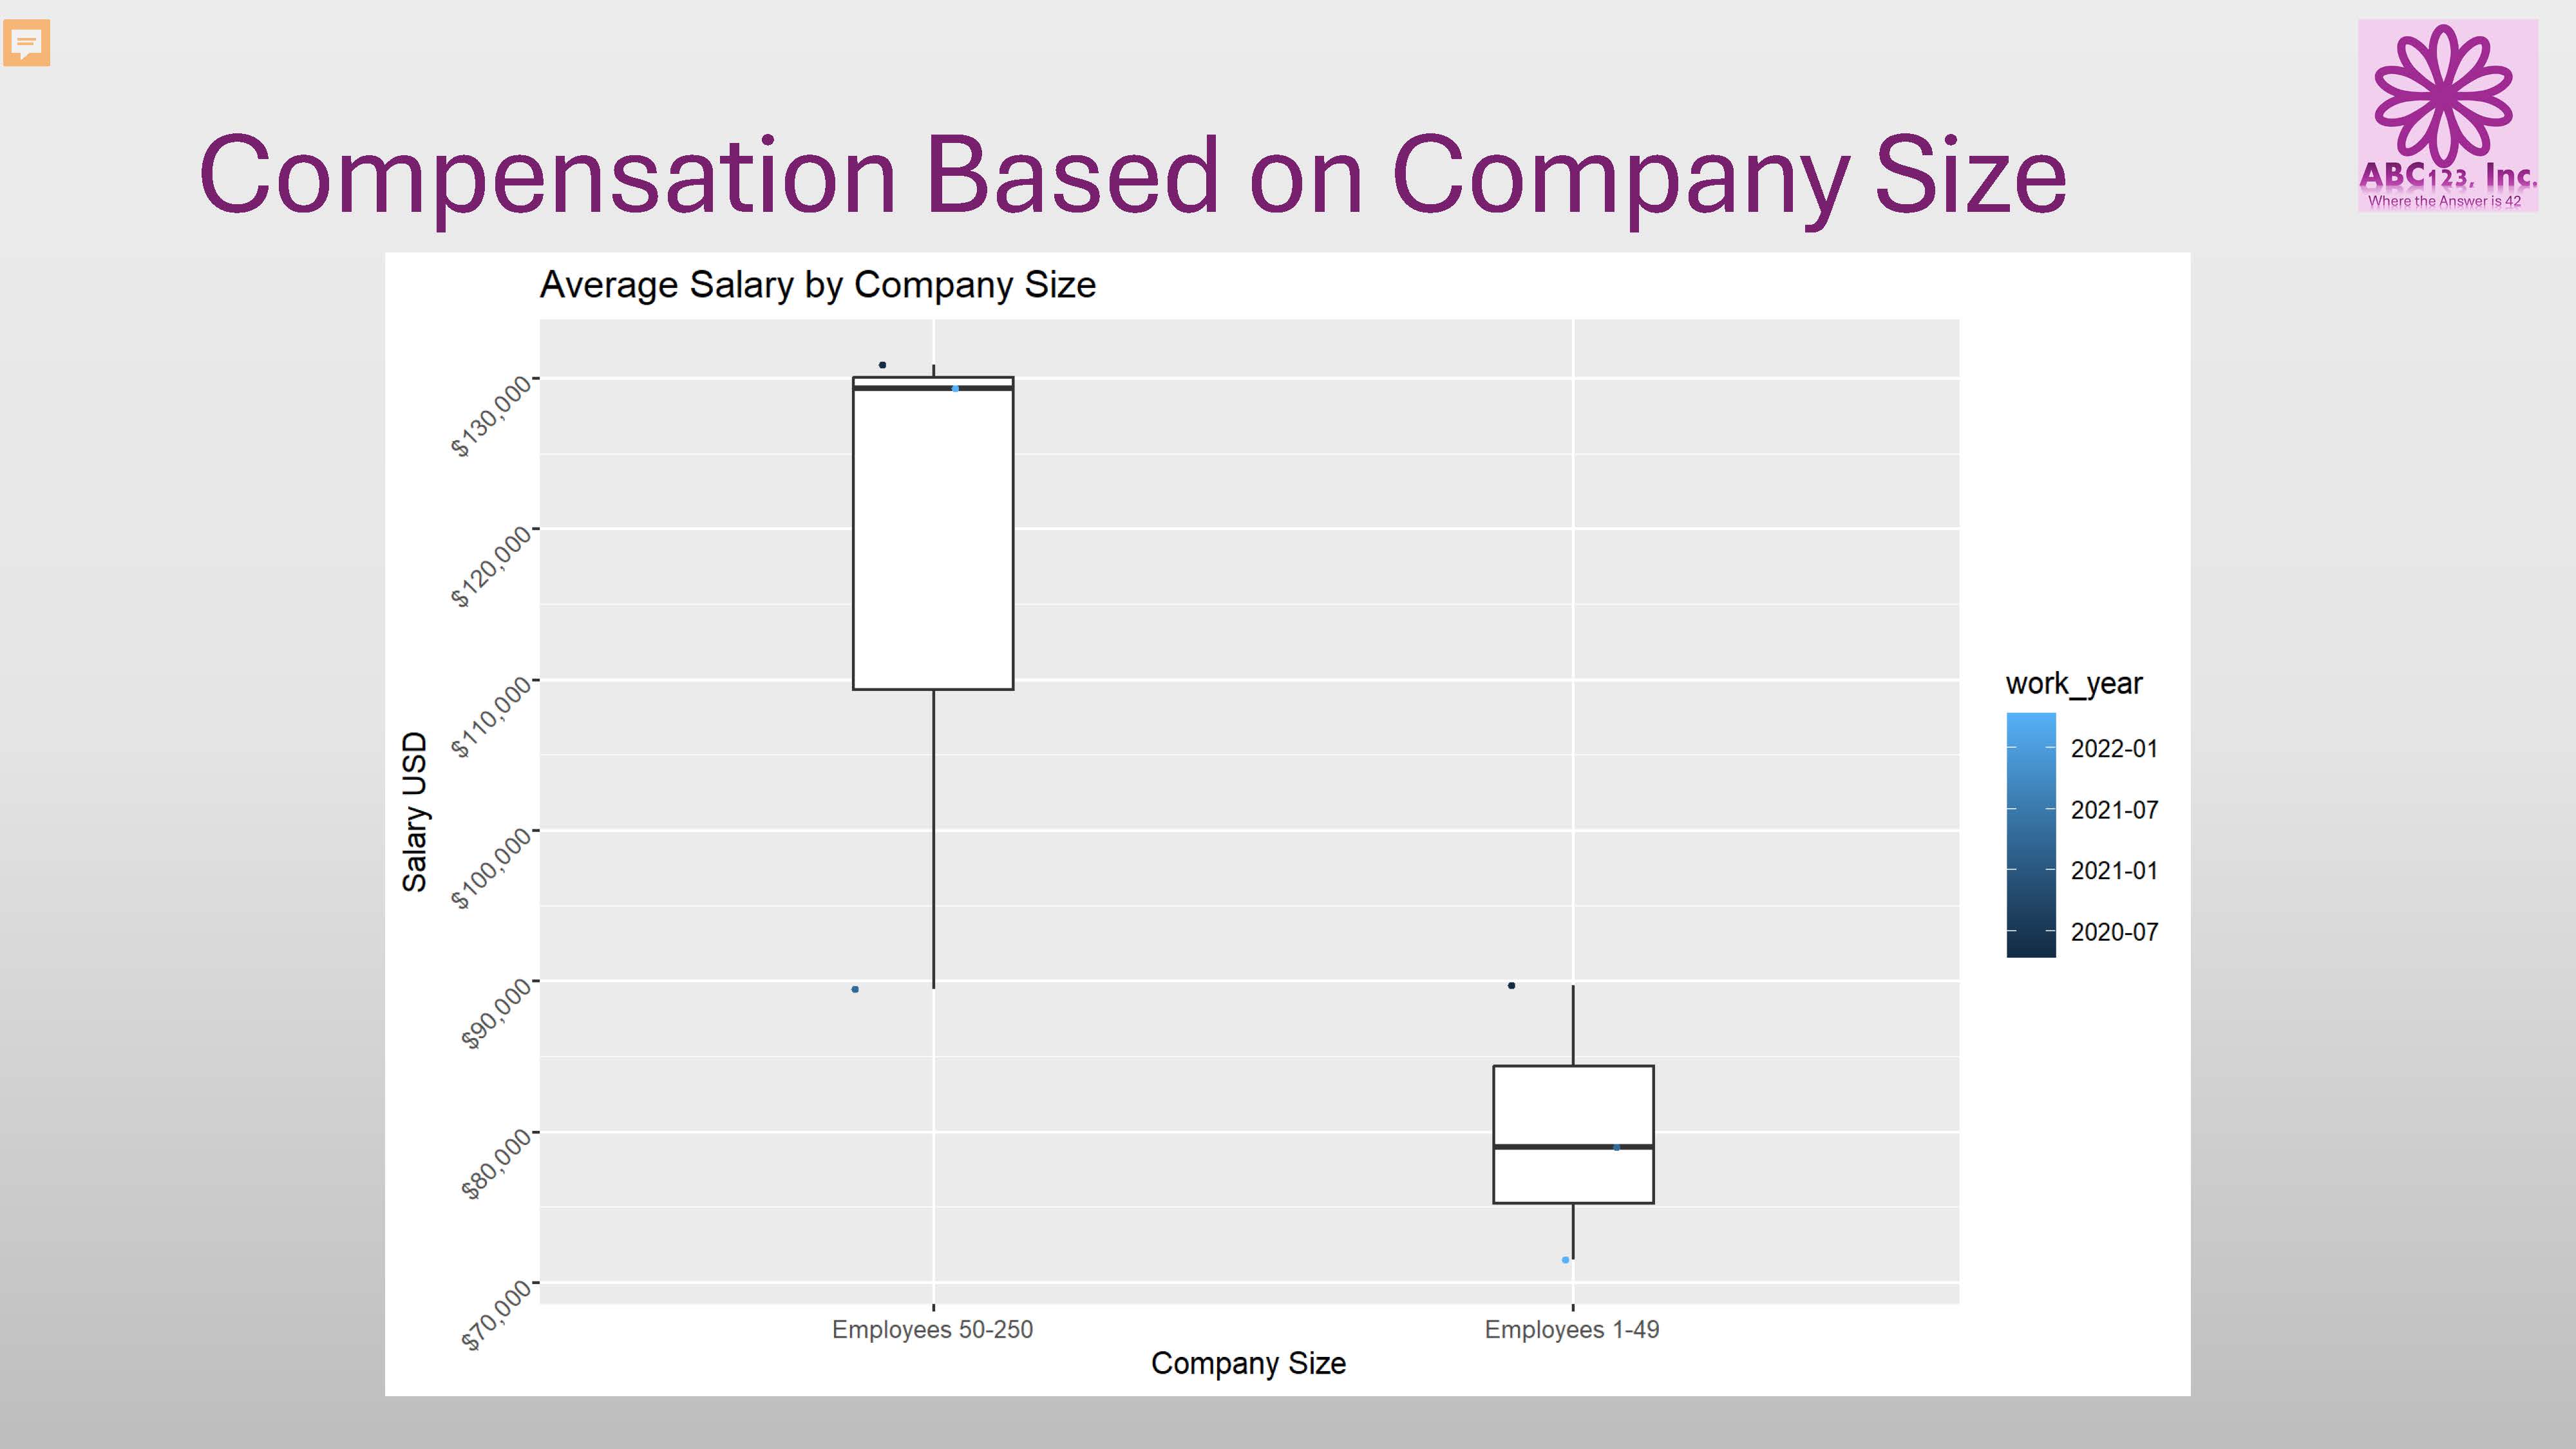 Compensation Based on Company Size
ABC123, Inc.
Where the Answer is 42
Average Salary by Company Size
Salary USD
$130,000
$120,000
$110,000
$100,000
$90,000
$80,000
$70,000
Employees 50-250
Employees 1-49
Company Size
work_year
2022-01
2021-07
2021-01
2020-07